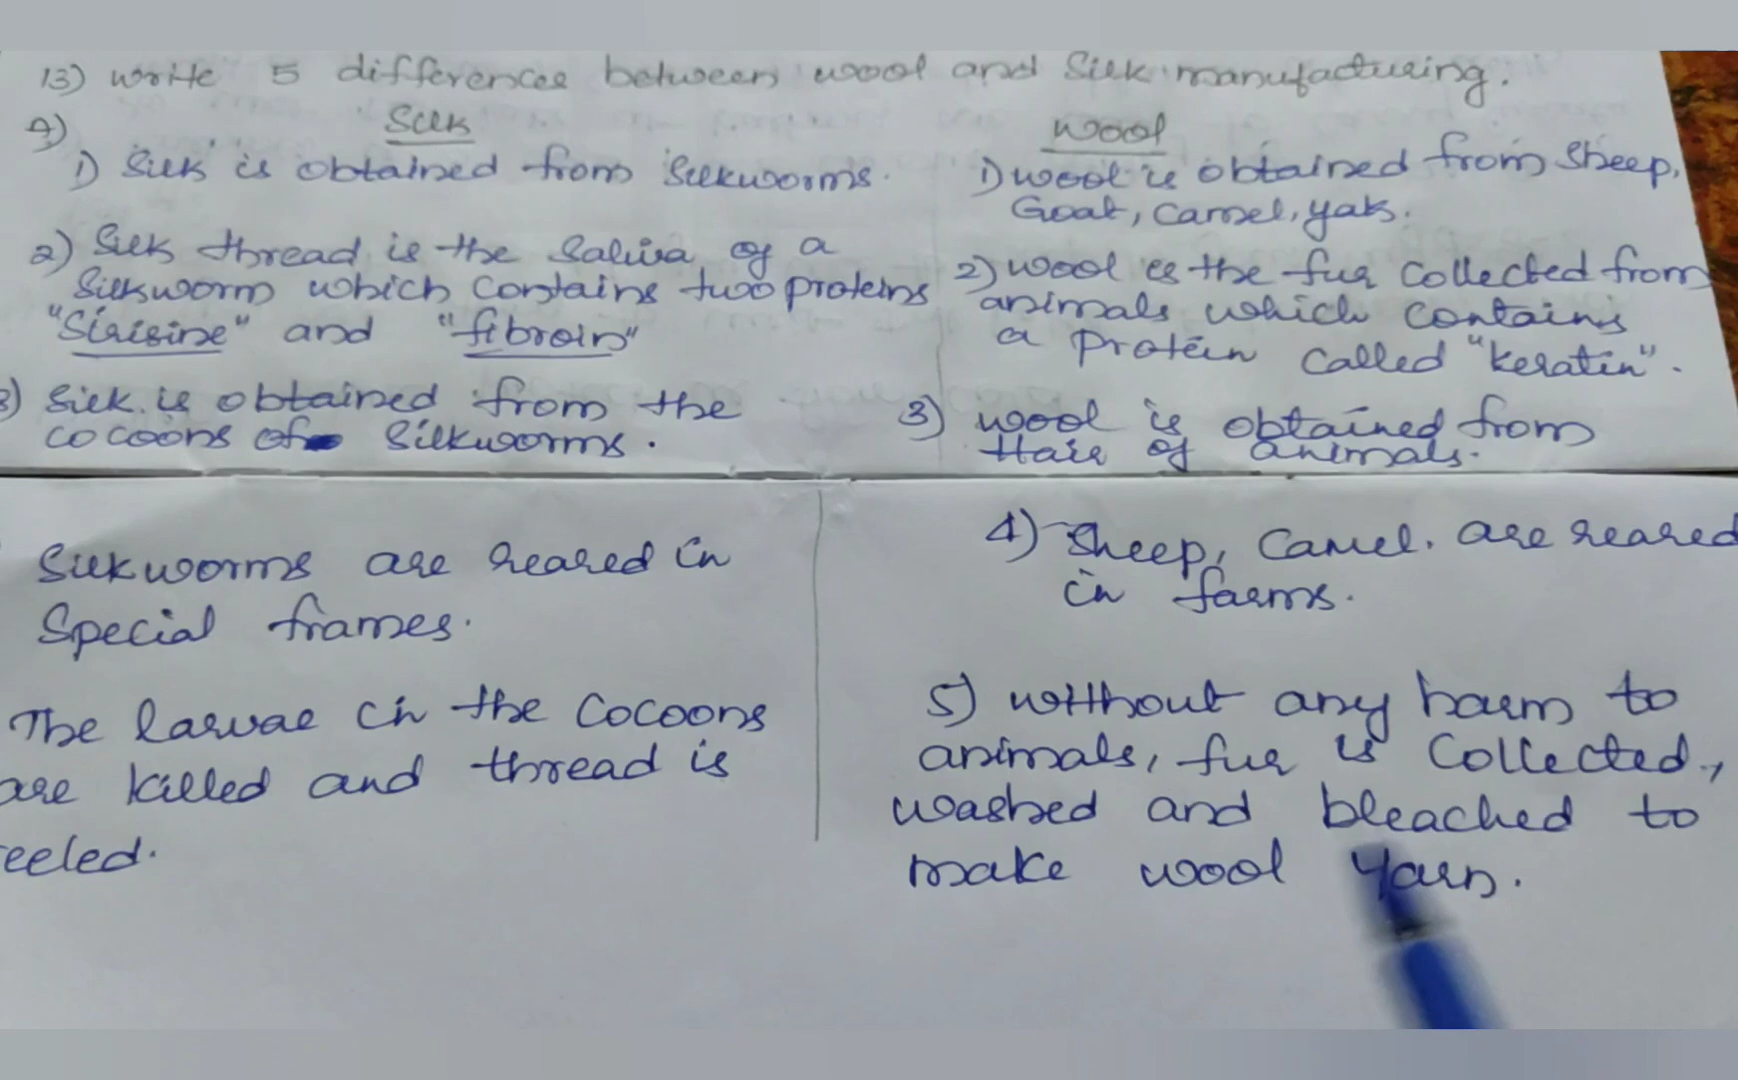 13) write 5 differences between wool and Silk manufacturing.
A)
Silk
1) Silk is obtained from Silkworms.
2) Silk thread is the Saliva of a
Silkworm which contains two proteins
"Sirisine" and "fibroin"
3) Silk is obtained from the
cocoons of Silkworms.
Silkworms are reared in
Special frames.
The larvae in the Cocoons
are killed and thread is
reeled.
Wool
1) wool is obtained from Sheep,
Goat, Camel, yak.
2) wool is the fur collected from
animals which contains
a Protein called "keratin".
3) wool is obtained from
Hair of animals.
4) Sheep, Camel. are reared
in farms.
5) without any harm to
animals, fur is Collected,
washed and bleached to
make wool yarn.